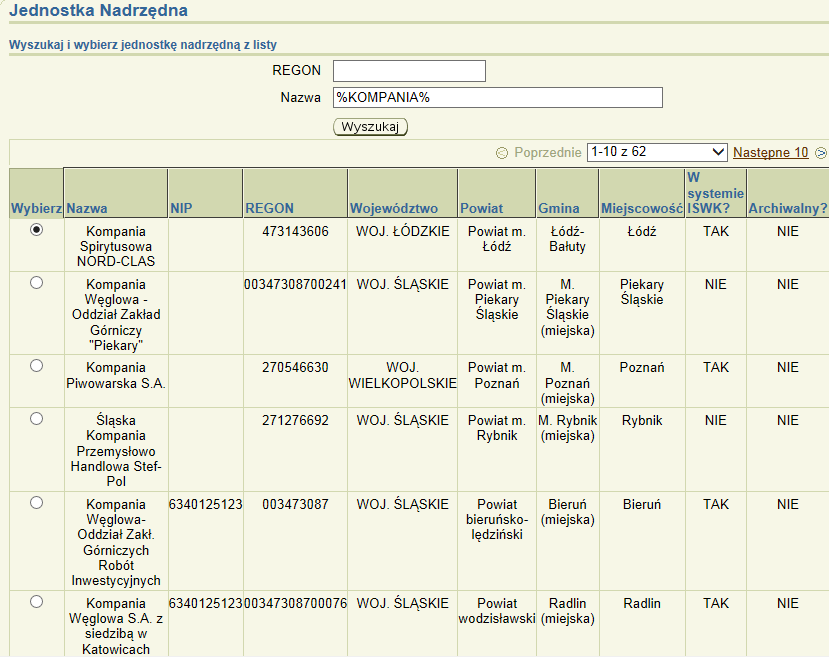 Jednostka Nadrzędna
Wyszukaj i wybierz jednostkę nadrzędną z listy
REGON
Nazwa %KOMPANIA%
Wyszukaj
Poprzednie 1-10 z 62 Następne 10
W
systemie
Wybierz Nazwa NIP REGON Województwo Powiat Gmina Miejscowość ISWK? Archiwalny?
Kompania 473143606 WOJ. ŁÓDZKIE Powiat m. Łódź- Łódź TAK NIE
Spirytusowa Łódź Bałuty
NORD-CLAS
Kompania 00347308700241 WOJ. ŚLĄSKIE Powiat m. M. Piekary NIE NIE
Węglowa - Piekary Piekary Śląskie
Oddział Zakład Śląskie Śląskie
Górniczy (miejska)
"Piekary"
Kompania 270546630 WOJ. Powiat m. M. Poznań TAK NIE
Piwowarska S.A. WIELKOPOLSKIE Poznań Poznań
(miejska)
Śląska 271276692 WOJ. ŚLĄSKIE Powiat m. M. Rybnik Rybnik NIE NIE
Kompania Rybnik (miejska)
Przemysłowo
Handlowa Stef-
Pol
Kompania 6340125123 003473087 WOJ. ŚLĄSKIE Powiat Bieruń Bieruń TAK NIE
Węglowa- bieruńsko- (miejska)
Oddział Zakł. lędziński
Górniczych
Robót
Inwestycyjnych
Kompania 6340125123 00347308700076 WOJ. ŚLĄSKIE Powiat Radlin Radlin TAK NIE
Węglowa S.A. z wodzisławski (miejska)
siedzibą w
Katowicach